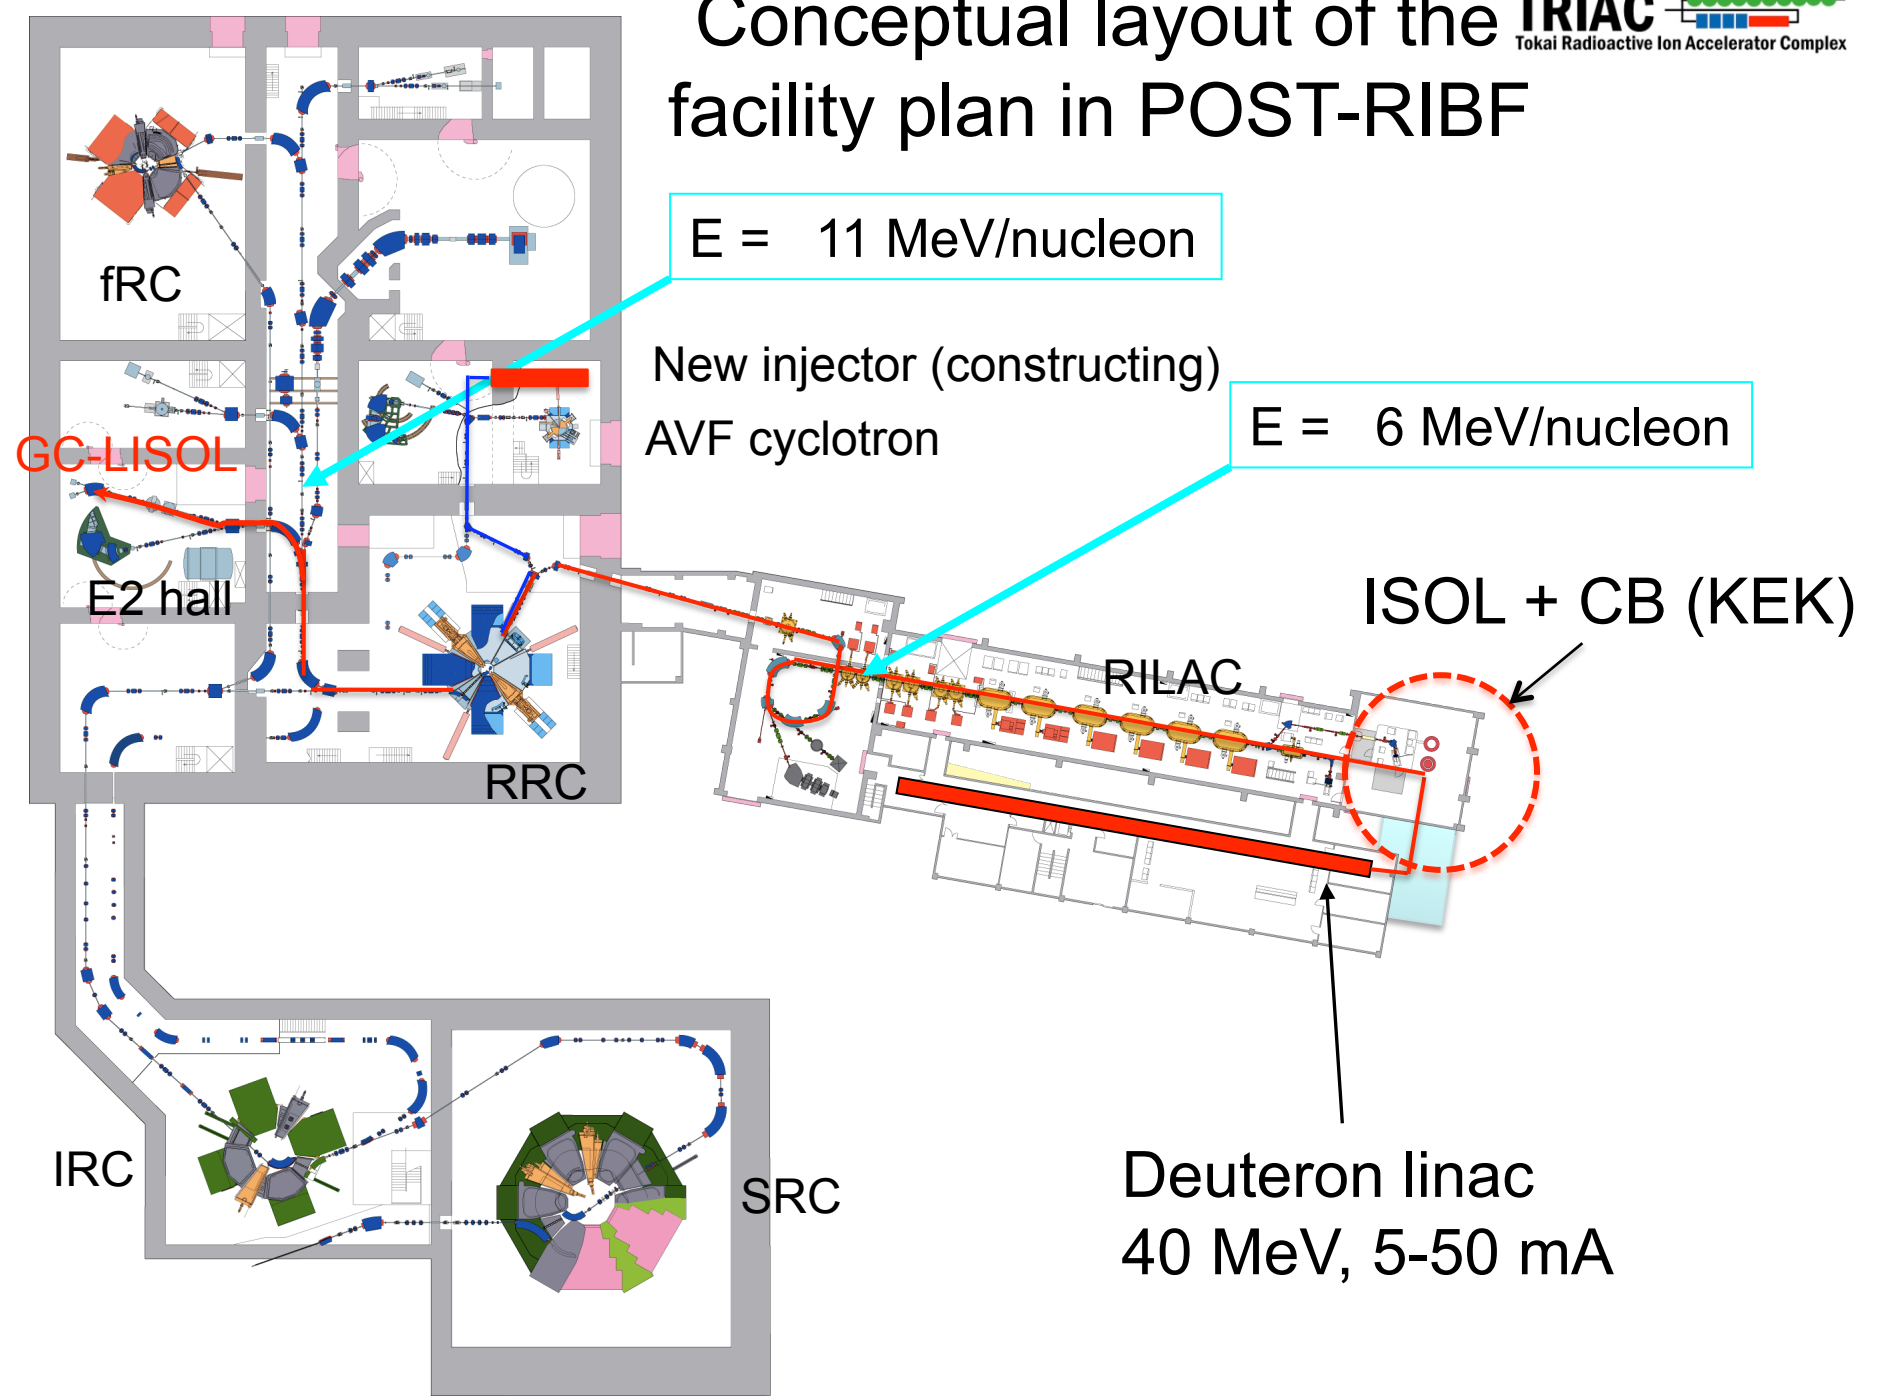 Conceptual layout of the
facility plan in POST-RIBF
TRIAC
Tokai Radioactive Ion Accelerator Complex
E = 11 MeV/nucleon
fRC
New injector (constructing)
AVF cyclotron
E = 6 MeV/nucleon
GC-LISOL
E2 hall
ISOL + CB (KEK)
RILAC
RRC
IRC
SRC
Deuteron linac
40 MeV, 5-50 mA